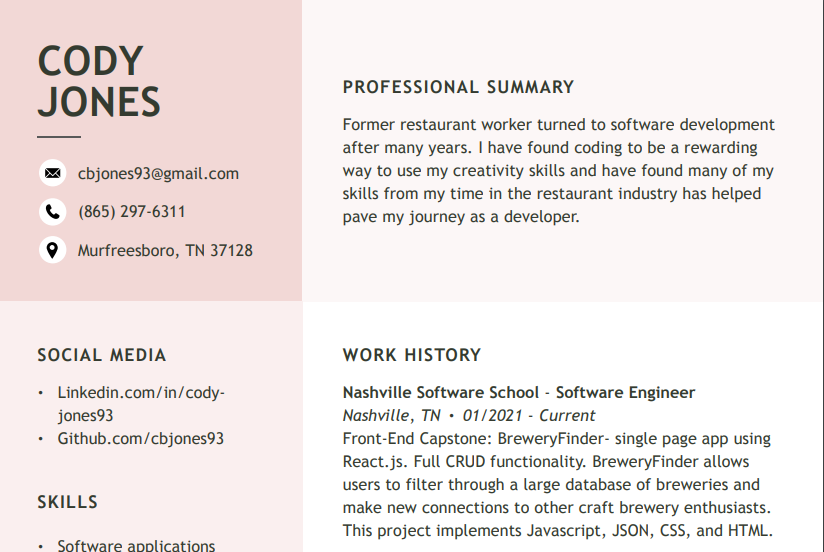 CODY
JONES
cbjones93@gmail.com
(865) 297-6311
Murfreesboro, TN 37128
PROFESSIONAL SUMMARY
Former restaurant worker turned to software development
after many years. I have found coding to be a rewarding
way to use my creativity skills and have found many of my
skills from my time in the restaurant industry has helped
pave my journey as a developer.
SOCIAL MEDIA
• Linkedin.com/in/cody-
jones93
• Github.com/cbjones93
SKILLS
• Software applications
WORK HISTORY
Nashville Software School - Software Engineer
Nashville, TN • 01/2021 - Current
Front-End Capstone: BreweryFinder- single page app using
React.js. Full CRUD functionality. BreweryFinder allows
users to filter through a large database of breweries and
make new connections to other craft brewery enthusiasts.
This project implements Javascript, JSON, CSS, and HTML.